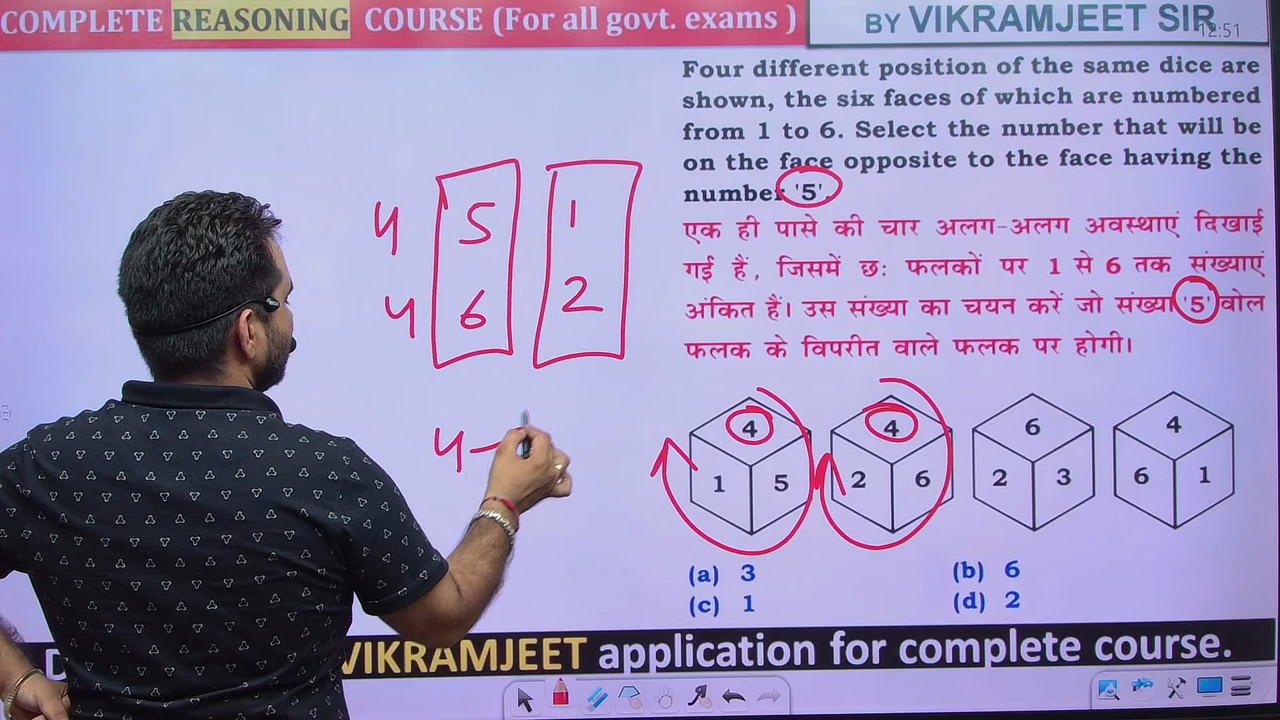 COMPLETE REASONING COURSE (For all govt. exams )
BY VIKRAMJEET SIR
12:51
Four different position of the same dice are
shown, the six faces of which are numbered
from 1 to 6. Select the number that will be
on the face opposite to the face having the
number '5'.
एक ही पासे की चार अलग-अलग अवस्थाएं दिखाई
गई हैं, जिसमें छः फलकों पर 1 से 6 तक संख्याएं
अंकित हैं। उस संख्या का चयन करें जो संख्या '5' वोल
फलक के विपरीत वाले फलक पर होगी।
4 5 1
4 6 2
4-
4 1 5
4 2 6
6 2 3
4 6 1
(a) 3
(b) 6
(c) 1
(d) 2
VIKRAMJEET application for complete course.